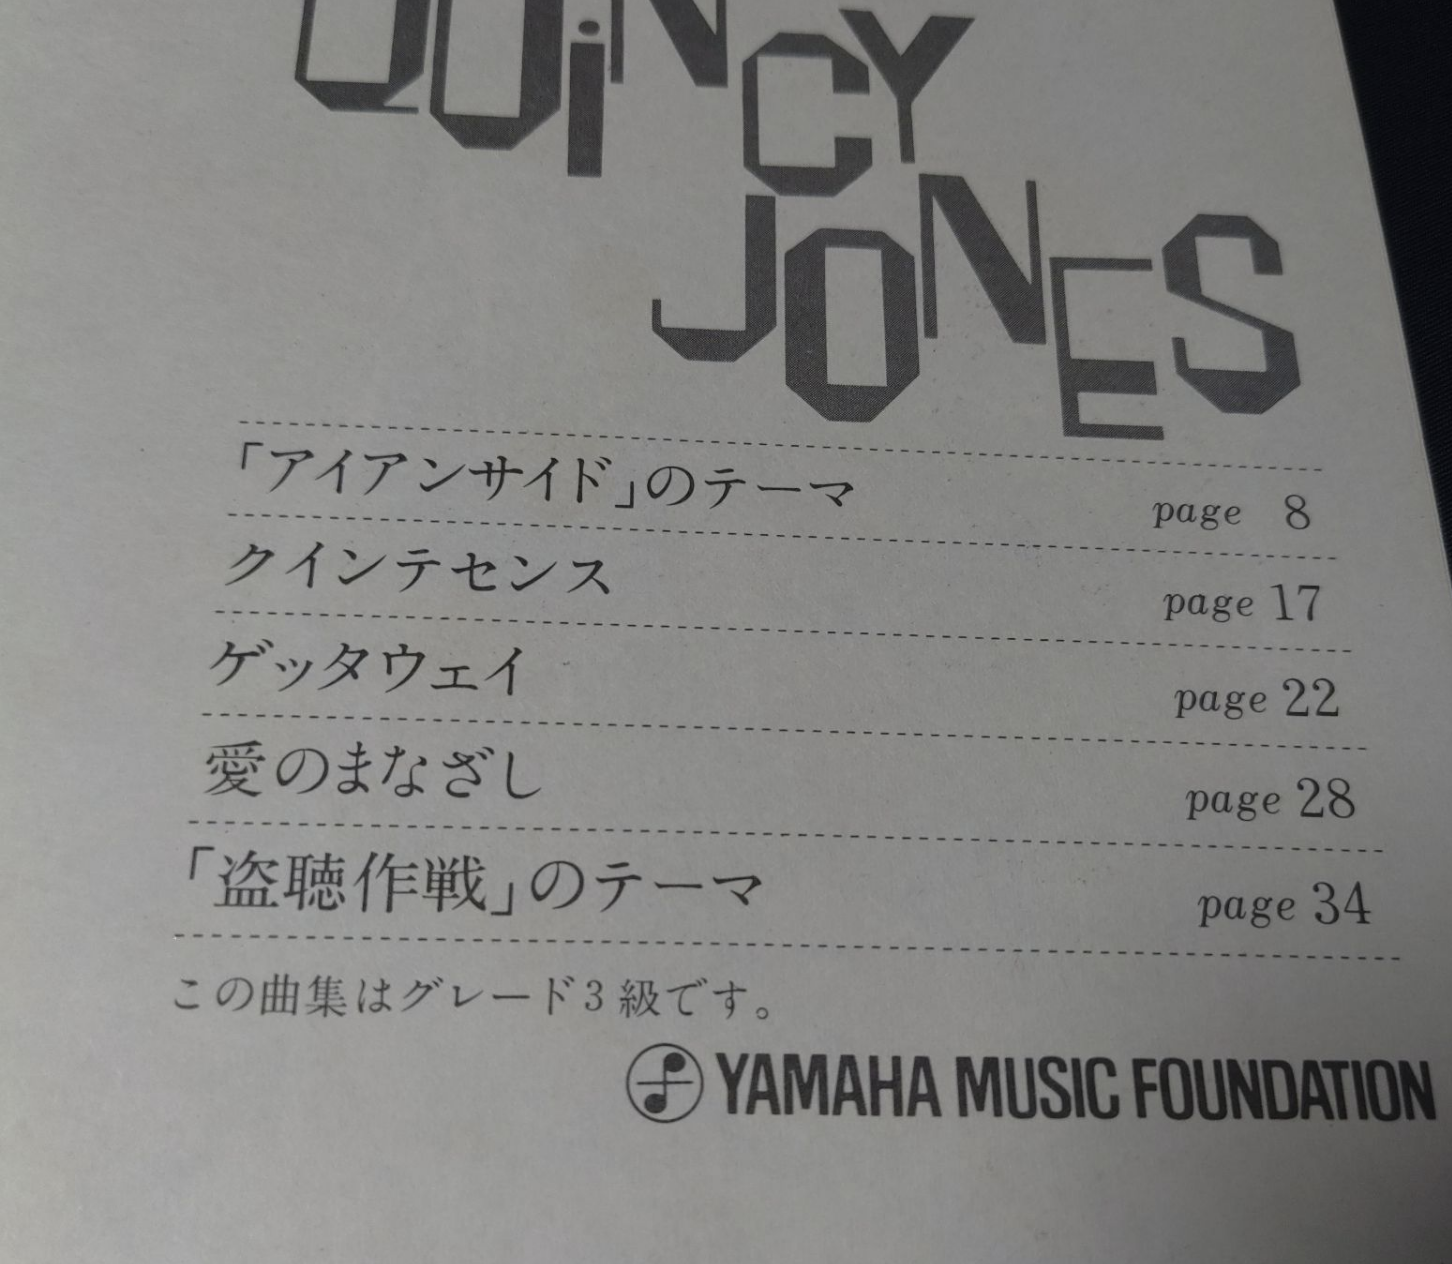 QUiNCY
JONES
「アイアンサイド」のテーマ page 8
クインテセンス page 17
ゲッタウェイ page 22
愛のまなざし page 28
「盗聴作戦」のテーマ page 34
この曲集はグレード3級です。
YAMAHA MUSIC FOUNDATION